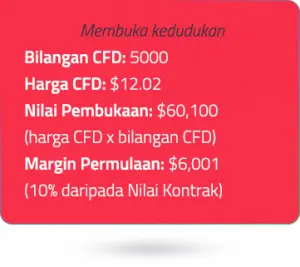 Membuka kedudukan
Bilangan CFD: 5000
Harga CFD: $12.02
Nilai Pembukaan: $60,100
(harga CFD x bilangan CFD)
Margin Permulaan: $6,001
(10% daripada Nilai Kontrak)